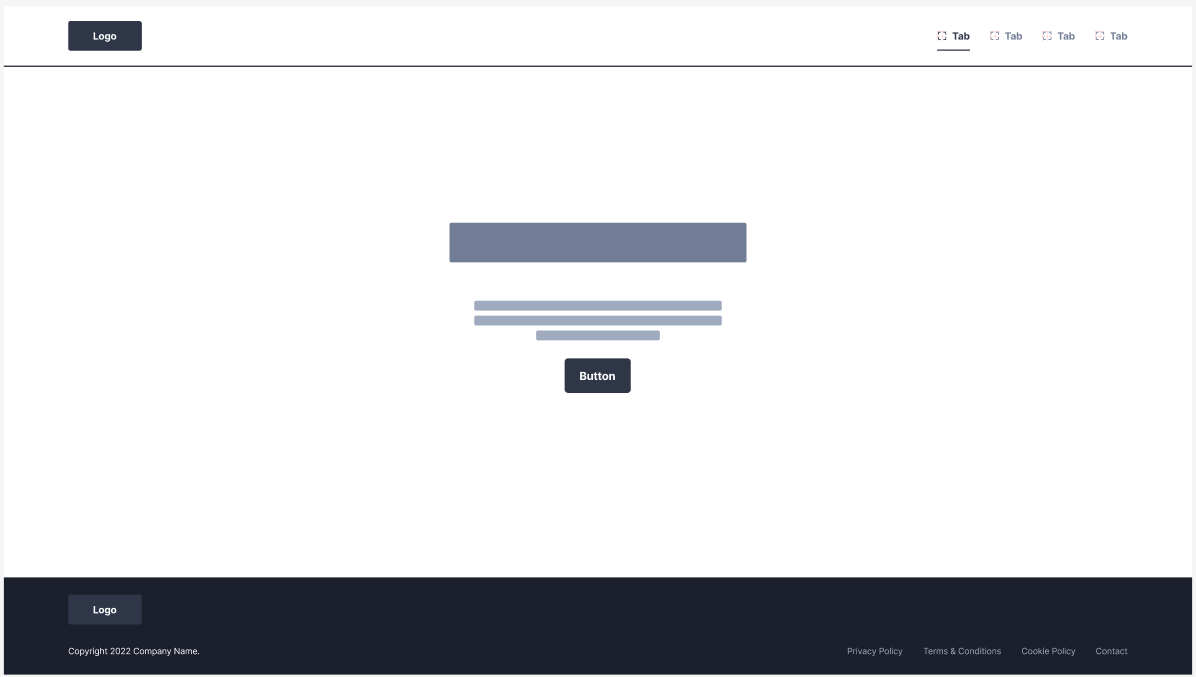 Logo
Tab Tab Tab Tab
Button
Logo
Copyright 2022 Company Name.
Privacy Policy Terms & Conditions Cookie Policy Contact